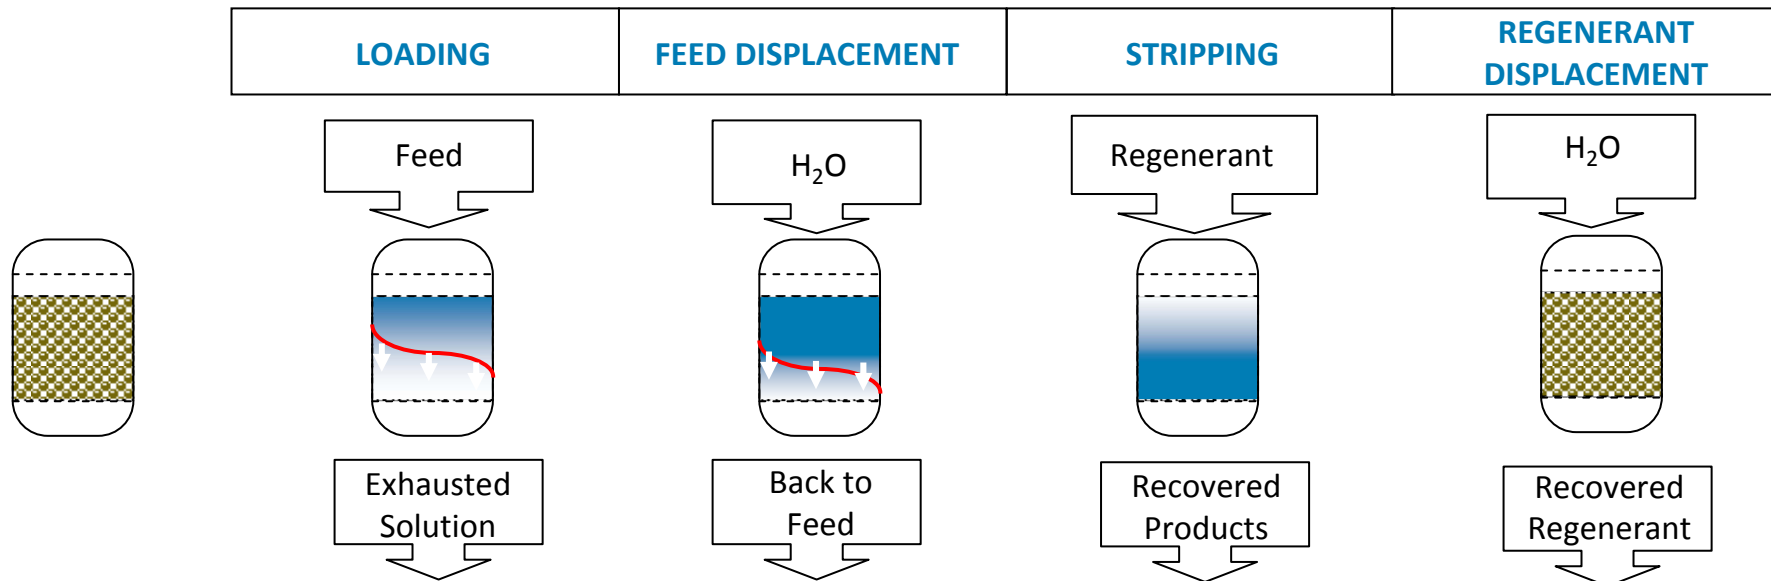 LOADING
FEED DISPLACEMENT
STRIPPING
REGENERANT
DISPLACEMENT
Feed
H₂O
Regenerant
H₂O
Exhausted
Solution
Back to
Feed
Recovered
Products
Recovered
Regenerant